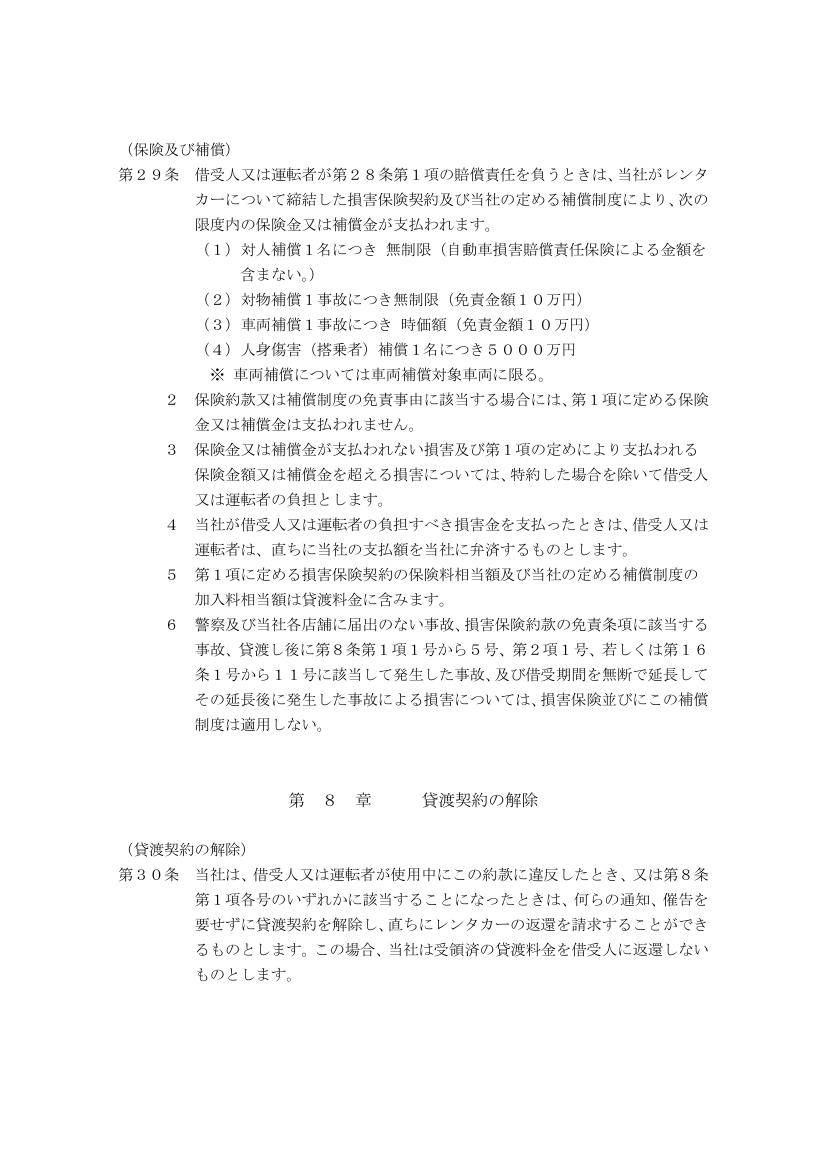 （保険及び補償）
第２９条　借受人又は運転者が第２８条第１項の賠償責任を負うときは、当社がレンタ
カーについて締結した損害保険契約及び当社の定める補償制度により、次の
限度内の保険金又は補償金が支払われます。
（１）対人補償１名につき 無制限（自動車損害賠償責任保険による金額を
含まない。）
（２）対物補償１事故につき無制限（免責金額１０万円）
（３）車両補償１事故につき 時価額（免責金額１０万円）
（４）人身傷害（搭乗者）補償１名につき５０００万円
※ 車両補償については車両補償対象車両に限る。
２　保険約款又は補償制度の免責事由に該当する場合には、第１項に定める保険
金又は補償金は支払われません。
３　保険金又は補償金が支払われない損害及び第１項の定めにより支払われる
保険金額又は補償金を超える損害については、特約した場合を除いて借受人
又は運転者の負担とします。
４　当社が借受人又は運転者の負担すべき損害金を支払ったときは、借受人又は
運転者は、直ちに当社の支払額を当社に弁済するものとします。
５　第１項に定める損害保険契約の保険料相当額及び当社の定める補償制度の
加入料相当額は貸渡料金に含みます。
６　警察及び当社各店舗に届出のない事故、損害保険約款の免責条項に該当する
事故、貸渡し後に第８条第１項１号から５号、第２項１号、若しくは第１６
条１号から１１号に該当して発生した事故、及び借受期間を無断で延長して
その延長後に発生した事故による損害については、損害保険並びにこの補償
制度は適用しない。
第　８　章　　　貸渡契約の解除
（貸渡契約の解除）
第３０条　当社は、借受人又は運転者が使用中にこの約款に違反したとき、又は第８条
第１項各号のいずれかに該当することになったときは、何らの通知、催告を
要せずに貸渡契約を解除し、直ちにレンタカーの返還を請求することができ
るものとします。この場合、当社は受領済の貸渡料金を借受人に返還しない
ものとします。